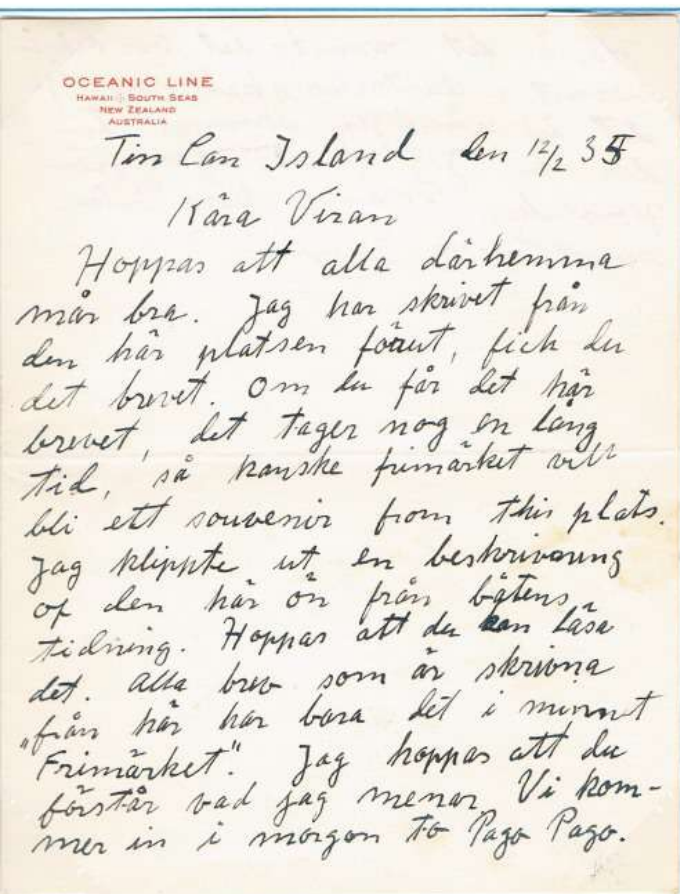 OCEANIC LINE
HAWAII SOUTH SEAS
NEW ZEALAND
AUSTRALIA
Tin Can Island den 12/2 35
Kära Viran
Hoppas att alla därhemma
mår bra. Jag har skrivet från
den här platsen förut, fick du
det brevet. Om du får det här
brevet, det tager nog en lång
tid, så kanske frimärket vill
bli ett souvenir from this plats.
Jag klippte ut en beskrivning
of den här ön från båtens
tidning. Hoppas att du kan läsa
det. Alla brev som är skrivna
„från här har bara det i minnet
Frimärket". Jag hoppas att du
förstår vad jag menar. Vi kom-
mer in i morgon to Pago Pago.